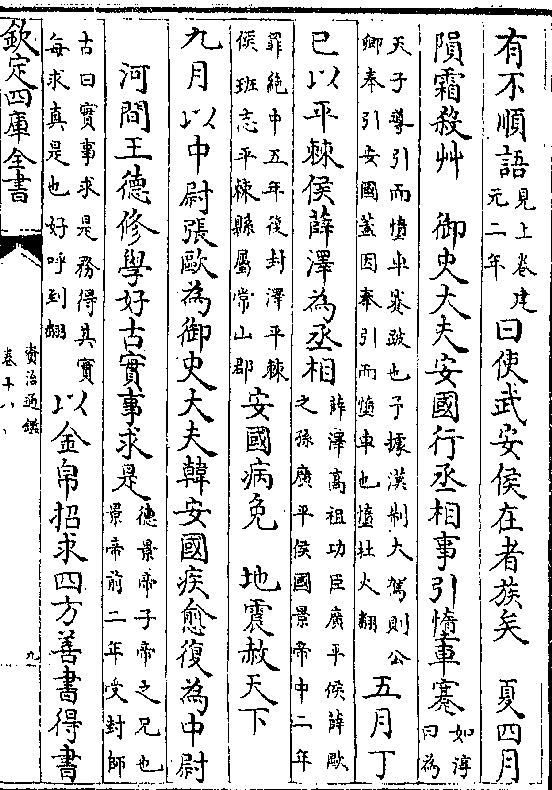 有不順語見上卷建元二年曰使武安侯在者族矣　夏四月
隕霜殺艸　御史大夫安國行丞相事引墮車蹇如淳曰為
天子導引而墮車蹇跛也予據漢制大駕則公卿奉引安國蓋因奉引而墮車也墮杜火翻五月丁
巳以平棘侯薛澤為丞相薛澤高祖功臣廣平侯薛歐之孫廣平侯國景帝中二年
罪絶中五年復封澤平棘侯班志平棘縣屬常山郡安國病免　地震赦天下
九月以中尉張歐為御史大夫韓安國疾愈復為中尉
河間王德修學好古實事求是德景帝子帝之兄也景帝前二年受封師
古曰實事求是務得其實每求真是也好呼到翻以金帛招求四方善書得書
欽定四庫全書
資治通鑑
卷十八
九